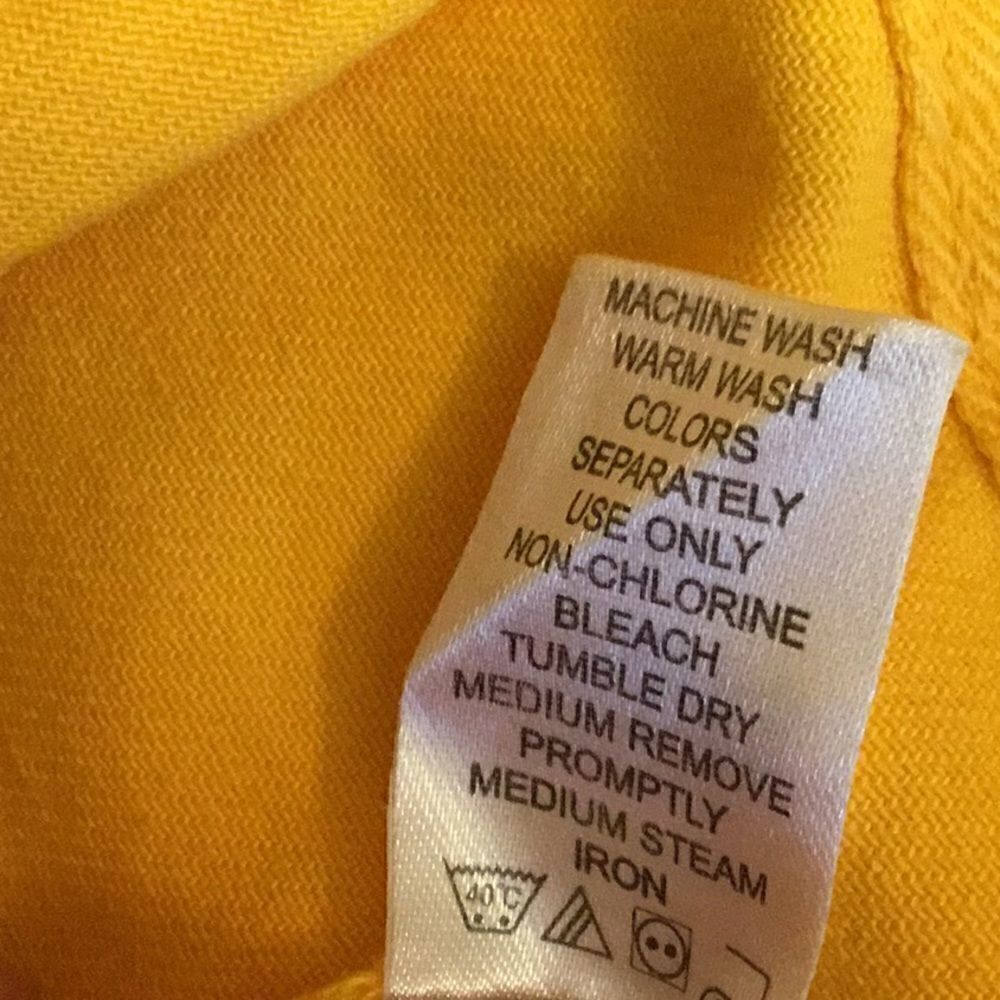 MACHINE WASH
WARM WASH
COLORS
SEPARATELY
USE ONLY
NON-CHLORINE
BLEACH
TUMBLE DRY
MEDIUM REMOVE
PROMPTLY
MEDIUM STEAM
IRON
40°C